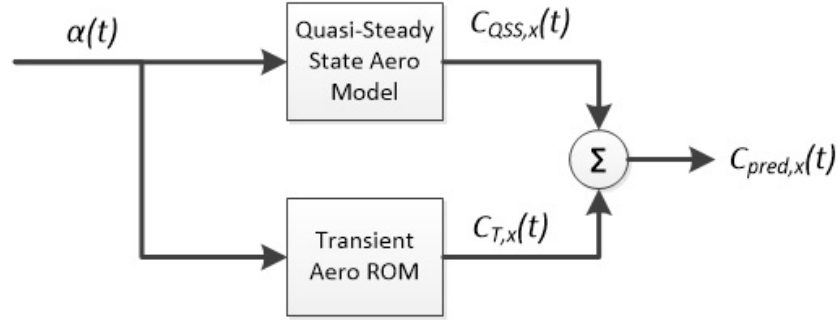 α(t)
Quasi-Steady
State Aero
Model
C_QSS,x(t)
Σ
C_pred,x(t)
Transient
Aero ROM
C_T,x(t)